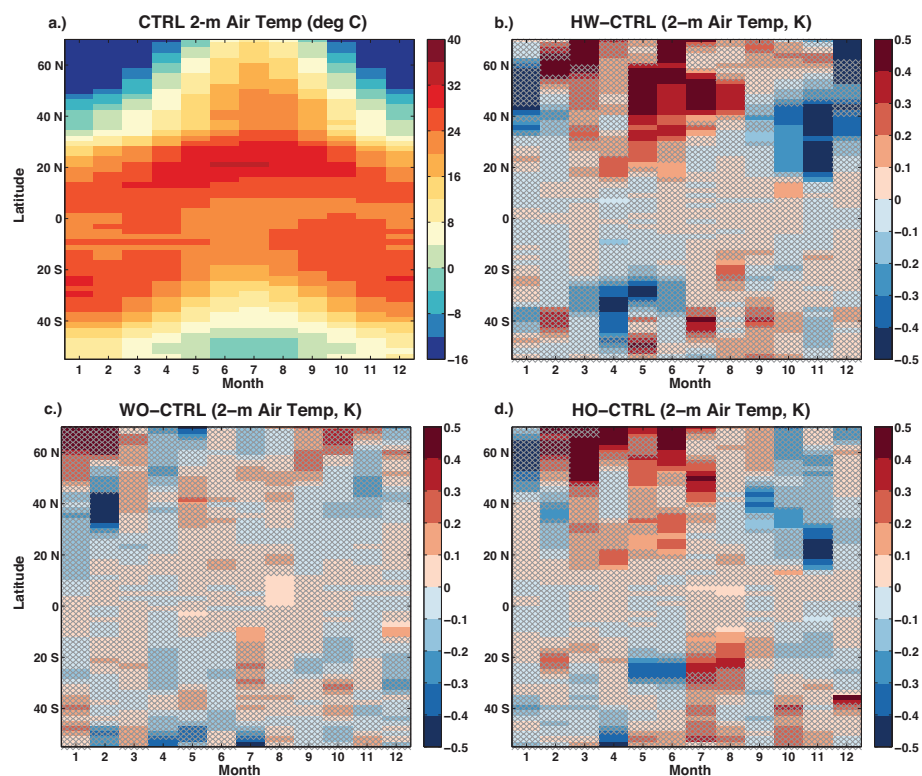 a.) CTRL 2-m Air Temp (deg C)
60 N
40 N
20 N
0
20 S
40 S
Latitude
1 2 3 4 5 6 7 8 9 10 11 12
Month
40
32
24
16
8
0
-8
-16
b.) HW-CTRL (2-m Air Temp, K)
60 N
40 N
20 N
0
20 S
40 S
1 2 3 4 5 6 7 8 9 10 11 12
Month
0.5
0.4
0.3
0.2
0.1
0
-0.1
-0.2
-0.3
-0.4
-0.5
c.) WO-CTRL (2-m Air Temp, K)
60 N
40 N
20 N
0
20 S
40 S
Latitude
1 2 3 4 5 6 7 8 9 10 11 12
Month
0.5
0.4
0.3
0.2
0.1
0
-0.1
-0.2
-0.3
-0.4
-0.5
d.) HO-CTRL (2-m Air Temp, K)
60 N
40 N
20 N
0
20 S
40 S
1 2 3 4 5 6 7 8 9 10 11 12
Month
0.5
0.4
0.3
0.2
0.1
0
-0.1
-0.2
-0.3
-0.4
-0.5